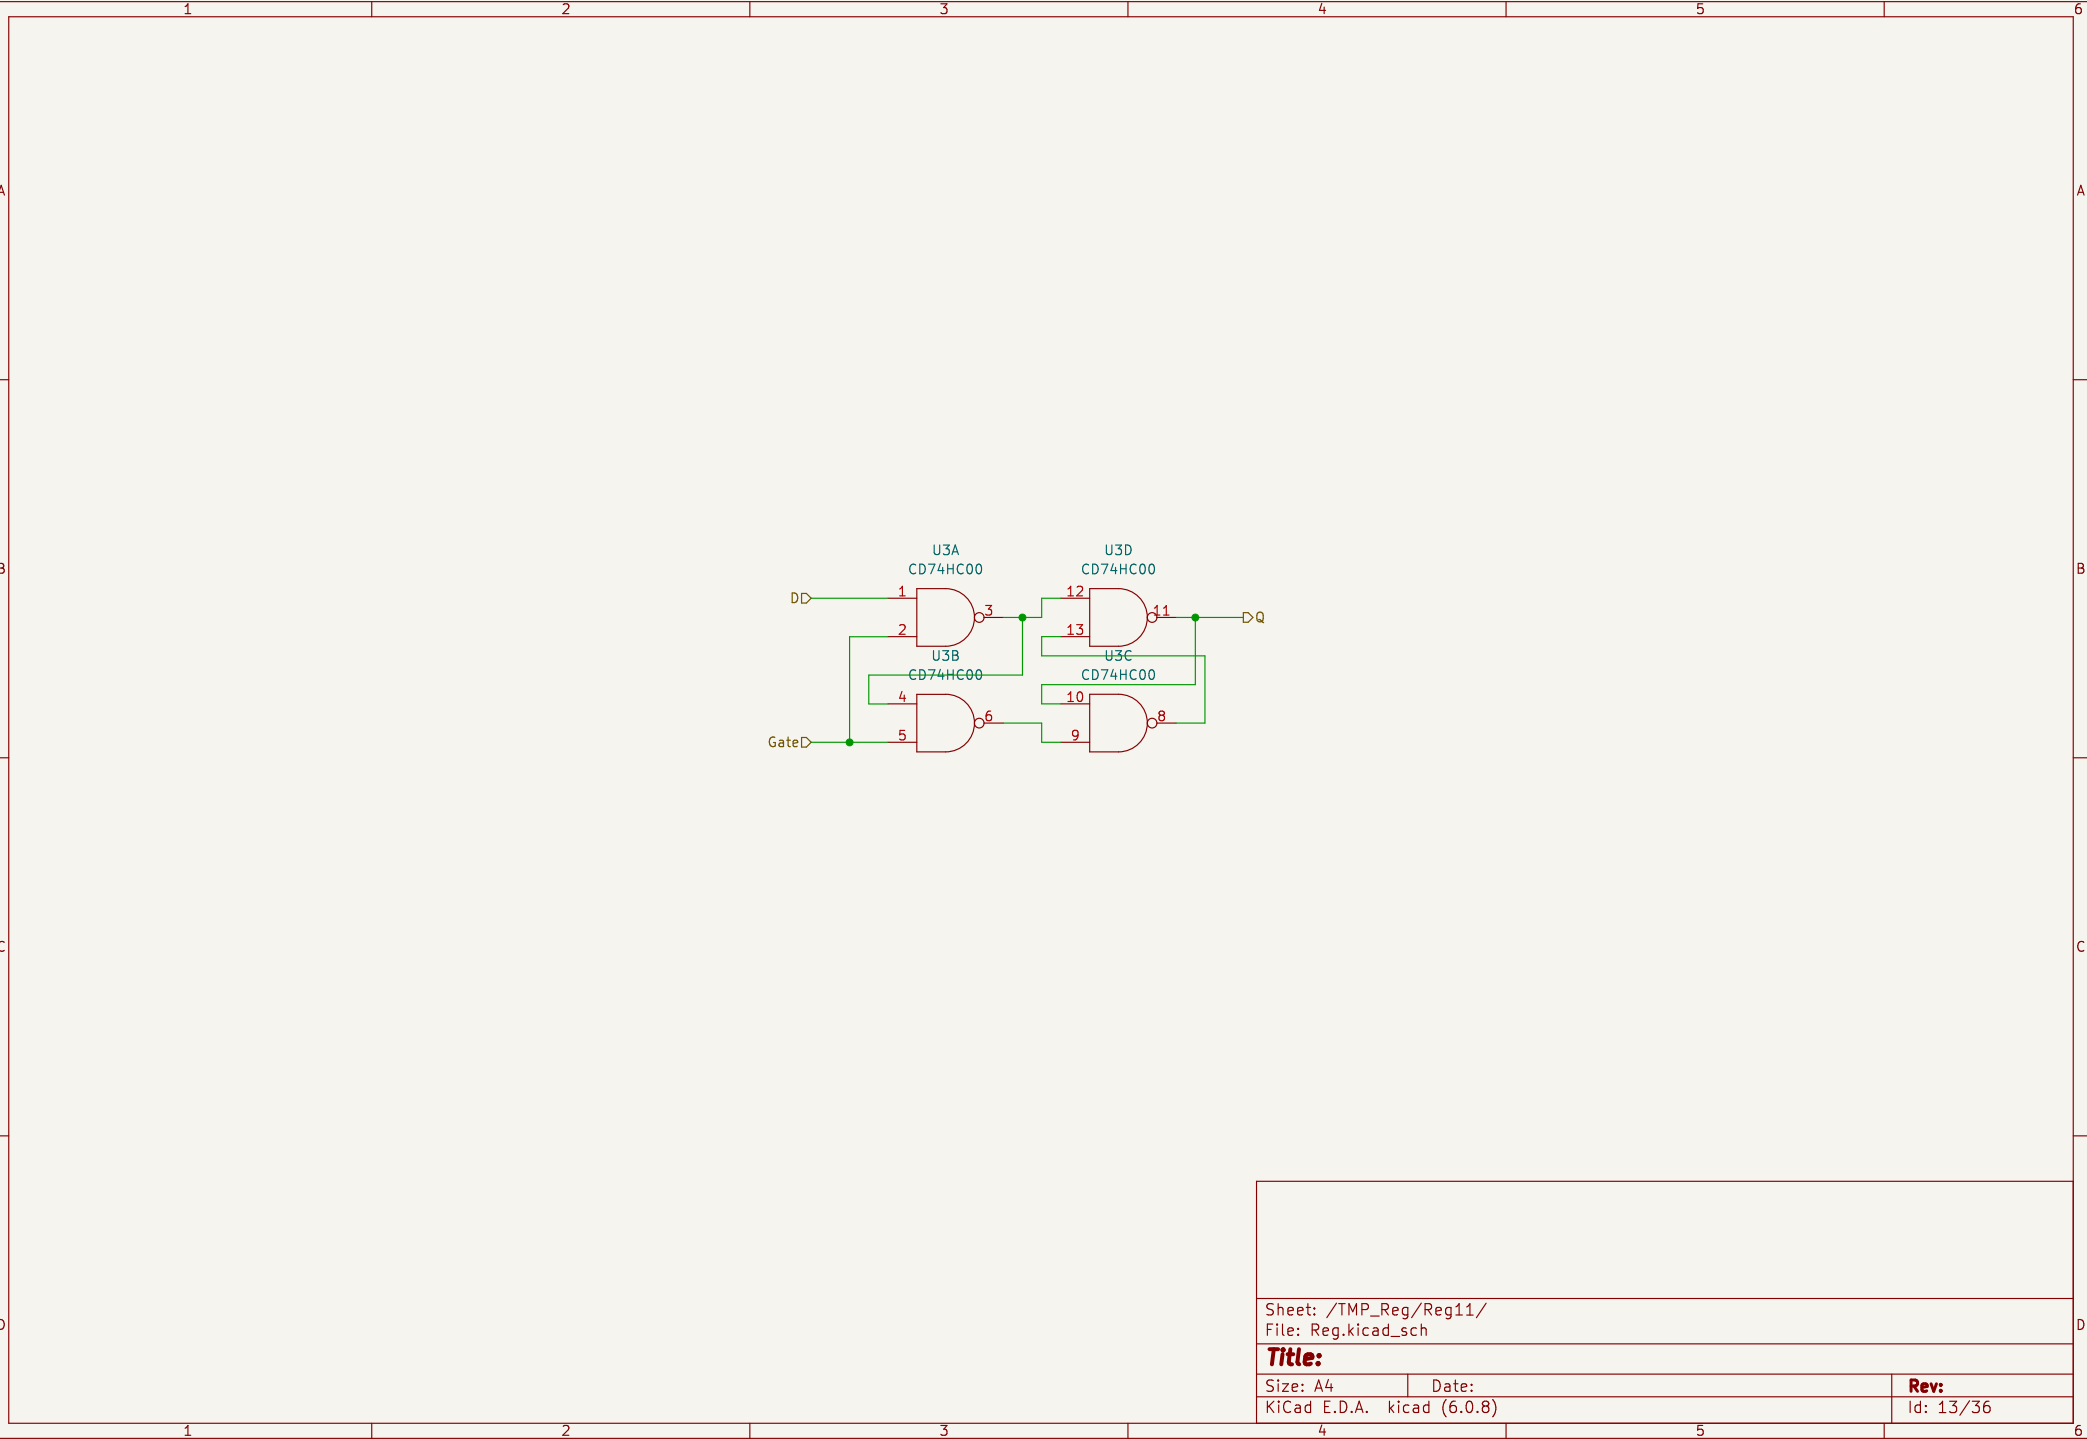 1 2 3 4 5 6
A A
U3A U3D
CD74HC00 CD74HC00
B B
D 1 3 12 11 Q
2 13
U3B U3C
CD74HC00 CD74HC00
4 6 10 8
Gate 5 9
C C
Sheet: /TMP_Reg/Reg11/
File: Reg.kicad_sch
D D
Title:
Size: A4 Date: Rev:
KiCad E.D.A. kicad (6.0.8) Id: 13/36
1 2 3 4 5 6